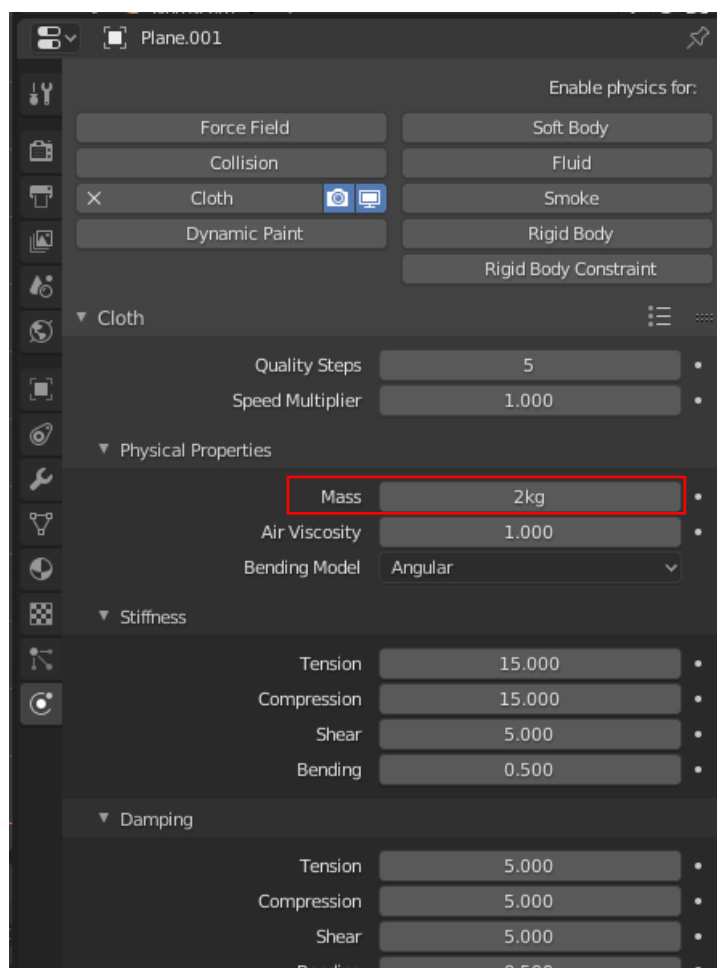 Plane.001
Enable physics for:
Force Field
Soft Body
Collision
Fluid
Cloth
Smoke
Dynamic Paint
Rigid Body
Rigid Body Constraint
Cloth
Quality Steps 5
Speed Multiplier 1.000
Physical Properties
Mass 2kg
Air Viscosity 1.000
Bending Model Angular
Stiffness
Tension 15.000
Compression 15.000
Shear 5.000
Bending 0.500
Damping
Tension 5.000
Compression 5.000
Shear 5.000